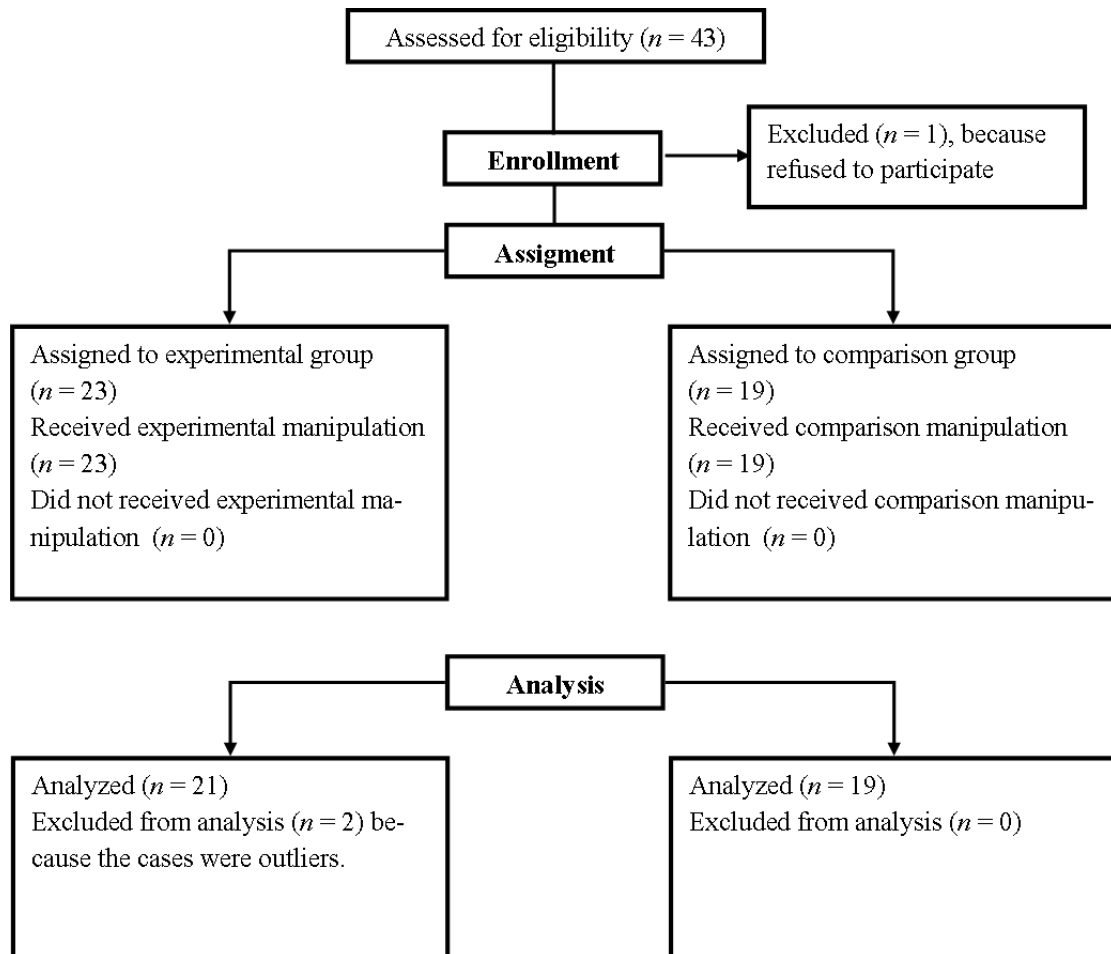 Assessed for eligibility (n = 43)
Enrollment
Excluded (n = 1), because
refused to participate
Assigment
Assigned to experimental group
(n = 23)
Received experimental manipulation
(n = 23)
Did not received experimental ma-
nipulation (n = 0)
Assigned to comparison group
(n = 19)
Received comparison manipulation
(n = 19)
Did not received comparison manipu-
lation (n = 0)
Analysis
Analyzed (n = 21)
Excluded from analysis (n = 2) be-
cause the cases were outliers.
Analyzed (n = 19)
Excluded from analysis (n = 0)